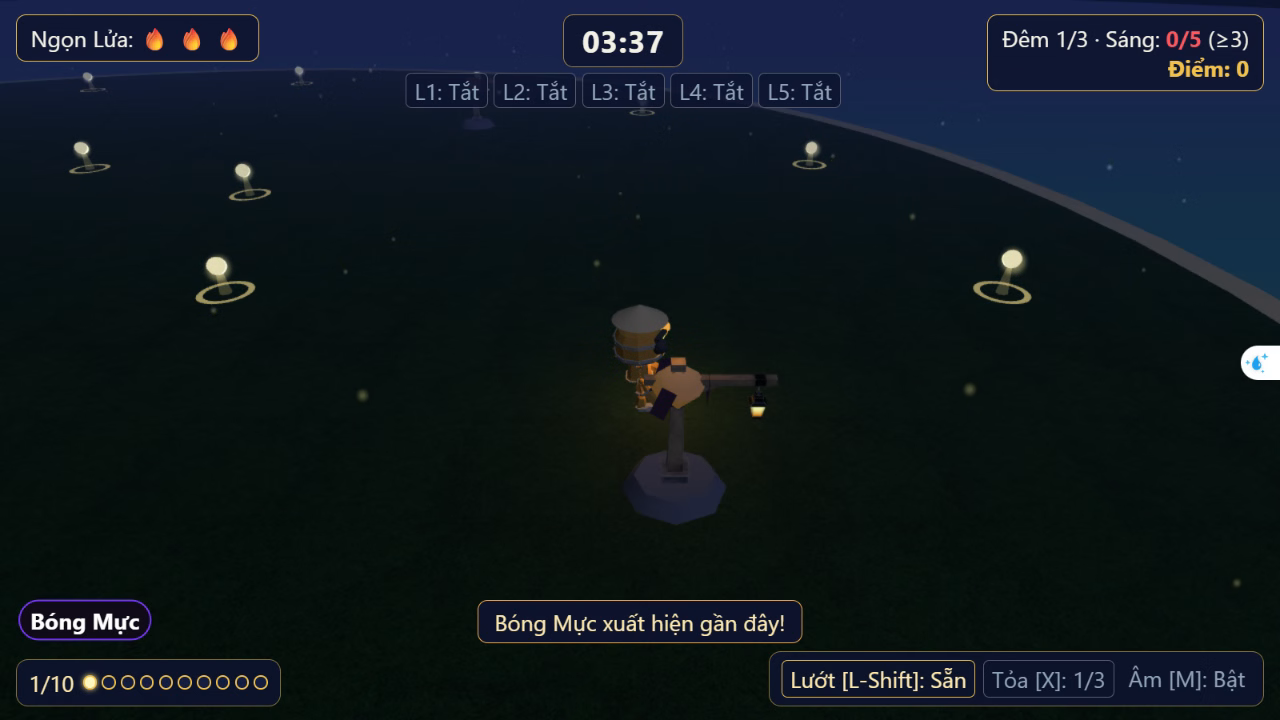 Ngọn Lửa:
03:37
Đêm 1/3 · Sáng: 0/5 (≥3)
Điểm: 0
L1: Tắt L2: Tắt L3: Tắt L4: Tắt L5: Tắt
Bóng Mực
Bóng Mực xuất hiện gần đây!
1/10
Lướt [L-Shift]: Sẵn Tỏa [X]: 1/3 Âm [M]: Bật